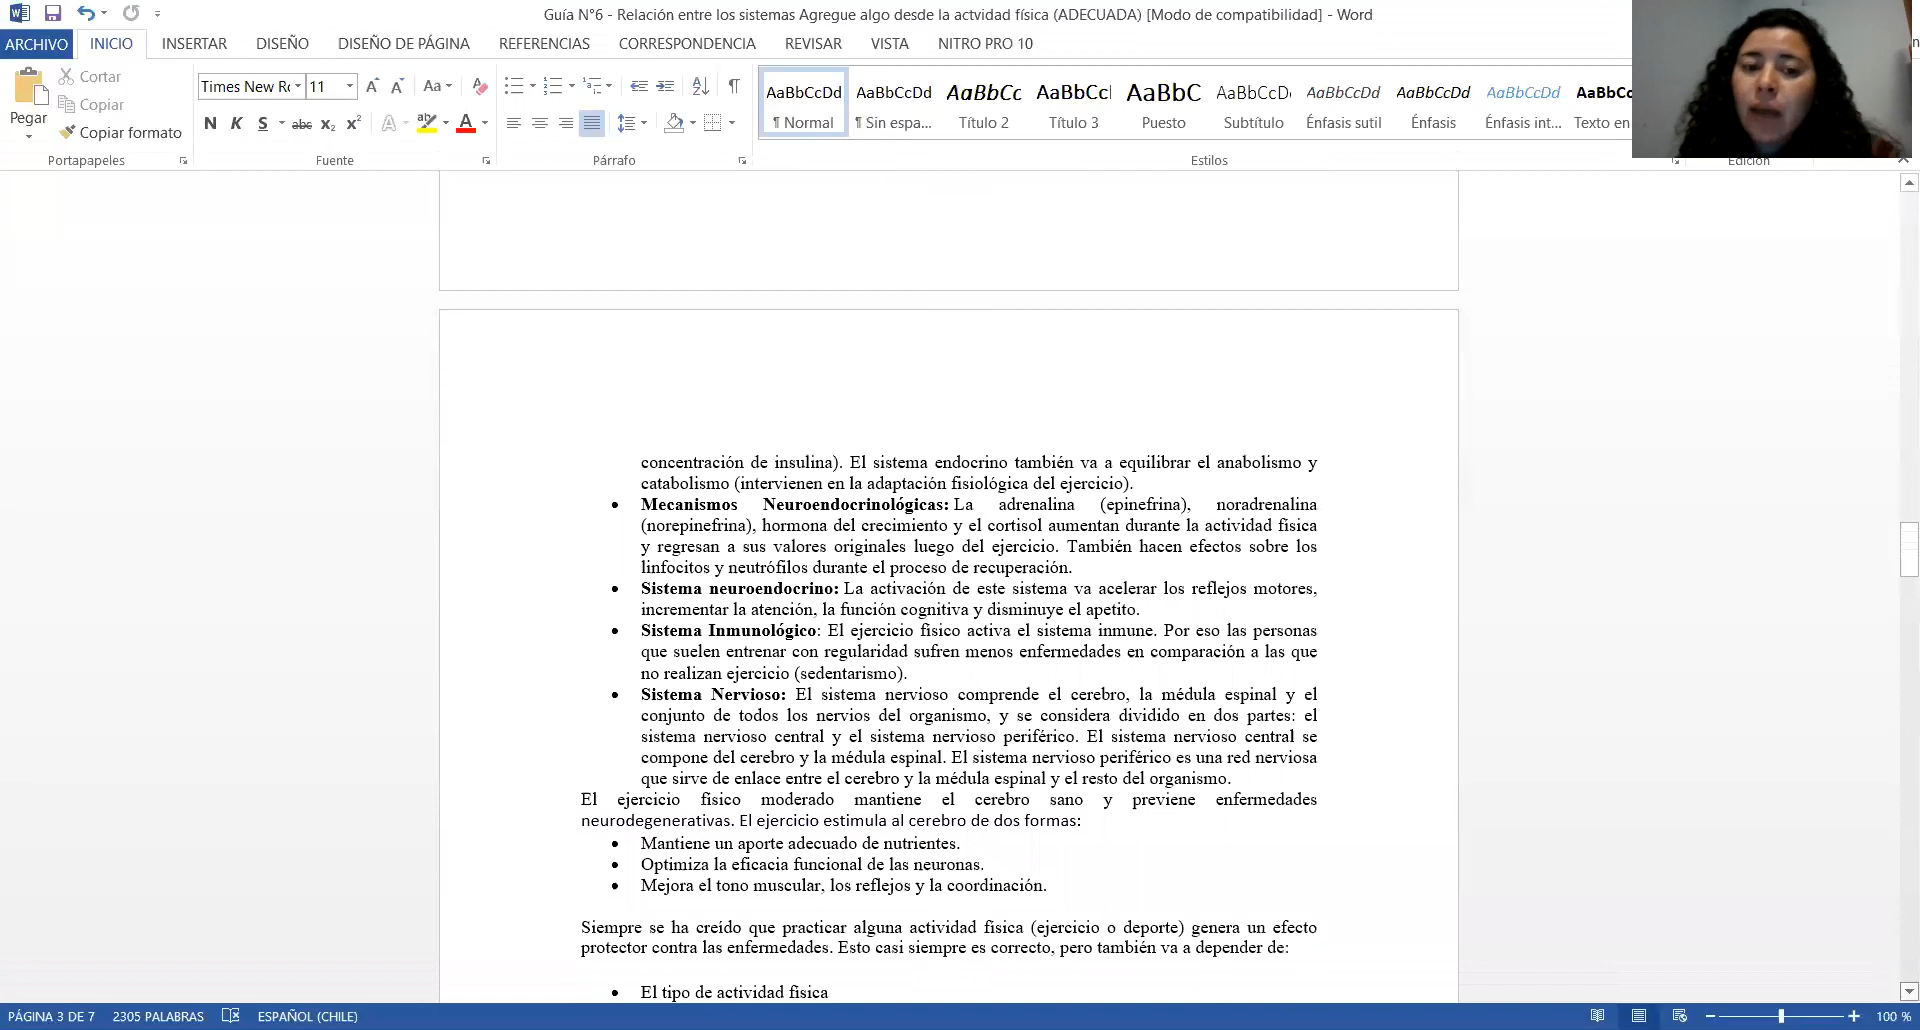 Guía N°6 - Relación entre los sistemas Agregue algo desde la actvidad física (ADECUADA) [Modo de compatibilidad] - Word
ARCHIVO INICIO INSERTAR DISEÑO DISEÑO DE PÁGINA REFERENCIAS CORRESPONDENCIA REVISAR VISTA NITRO PRO 10
Pegar
Cortar
Copiar
Copiar formato
Portapapeles
Times New Ro 11
N K S abc x₂ x²
Fuente
Párrafo
AaBbCcDd AaBbCcDd AaBbCc AaBbCcI AaBbC AaBbCcD AaBbCcDd AaBbCcDd AaBbCcDd AaBbCc
¶ Normal ¶ Sin espa... Título 2 Título 3 Puesto Subtítulo Énfasis sutil Énfasis Énfasis int... Texto en
Estilos
Edición
concentración de insulina). El sistema endocrino también va a equilibrar el anabolismo y
catabolismo (intervienen en la adaptación fisiológica del ejercicio).
• Mecanismos Neuroendocrinológicas: La adrenalina (epinefrina), noradrenalina
(norepinefrina), hormona del crecimiento y el cortisol aumentan durante la actividad física
y regresan a sus valores originales luego del ejercicio. También hacen efectos sobre los
linfocitos y neutrófilos durante el proceso de recuperación.
• Sistema neuroendocrino: La activación de este sistema va acelerar los reflejos motores,
incrementar la atención, la función cognitiva y disminuye el apetito.
• Sistema Inmunológico: El ejercicio físico activa el sistema inmune. Por eso las personas
que suelen entrenar con regularidad sufren menos enfermedades en comparación a las que
no realizan ejercicio (sedentarismo).
• Sistema Nervioso: El sistema nervioso comprende el cerebro, la médula espinal y el
conjunto de todos los nervios del organismo, y se considera dividido en dos partes: el
sistema nervioso central y el sistema nervioso periférico. El sistema nervioso central se
compone del cerebro y la médula espinal. El sistema nervioso periférico es una red nerviosa
que sirve de enlace entre el cerebro y la médula espinal y el resto del organismo.
El ejercicio físico moderado mantiene el cerebro sano y previene enfermedades
neurodegenerativas. El ejercicio estimula al cerebro de dos formas:
• Mantiene un aporte adecuado de nutrientes.
• Optimiza la eficacia funcional de las neuronas.
• Mejora el tono muscular, los reflejos y la coordinación.
Siempre se ha creído que practicar alguna actividad física (ejercicio o deporte) genera un efecto
protector contra las enfermedades. Esto casi siempre es correcto, pero también va a depender de:
• El tipo de actividad física
PÁGINA 3 DE 7 2305 PALABRAS ESPAÑOL (CHILE) 100 %